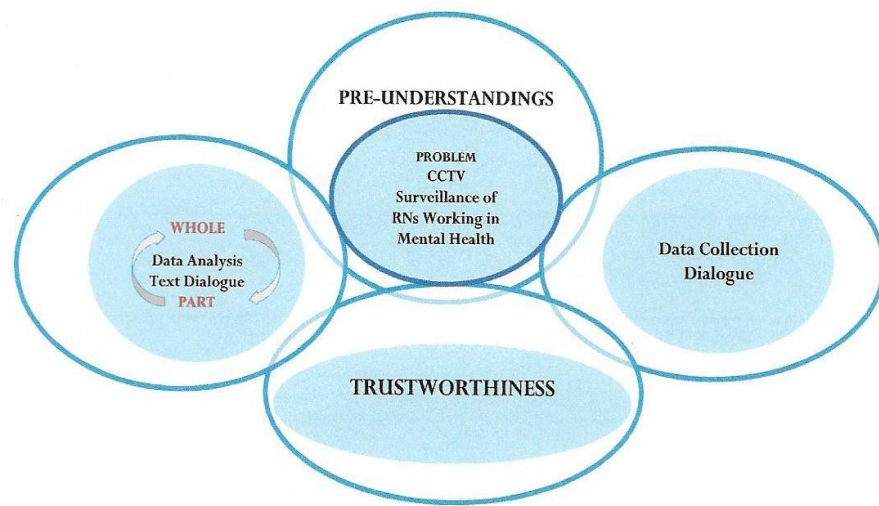 PRE-UNDERSTANDINGS
PROBLEM
CCTV
Surveillance of
RNs Working in
Mental Health
WHOLE
Data Analysis
Text Dialogue
PART
Data Collection
Dialogue
TRUSTWORTHINESS